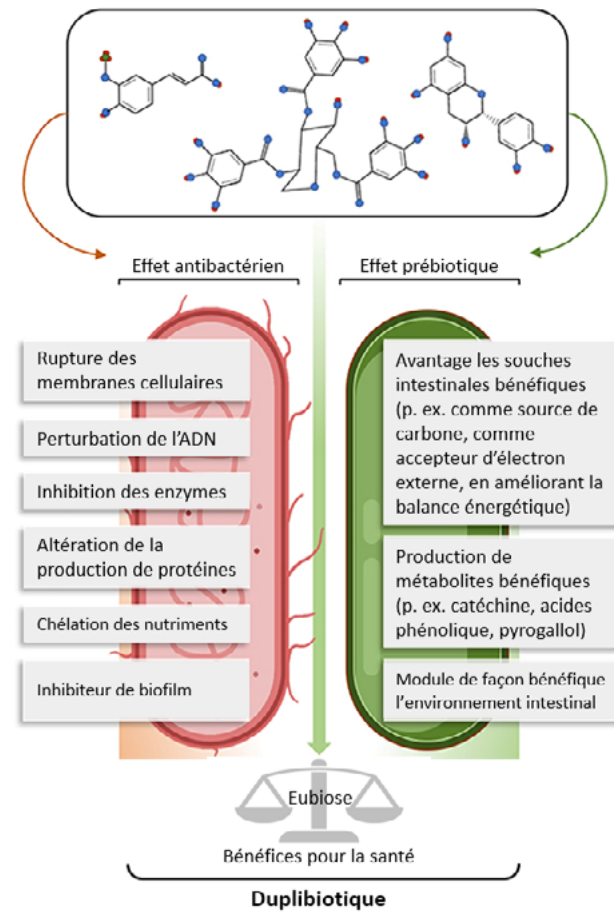 Effet antibactérien
Effet prébiotique
Rupture des
membranes cellulaires
Perturbation de l'ADN
Inhibition des enzymes
Altération de la
production de protéines
Chélation des nutriments
Inhibiteur de biofilm
Avantage les souches
intestinales bénéfiques
(p. ex. comme source de
carbone, comme
accepteur d'électron
externe, en améliorant la
balance énergétique)
Production de
métabolites bénéfiques
(p. ex. catéchine, acides
phénolique, pyrogallol)
Module de façon bénéfique
l'environnement intestinal
Eubiose
Bénéfices pour la santé
Duplibiotique